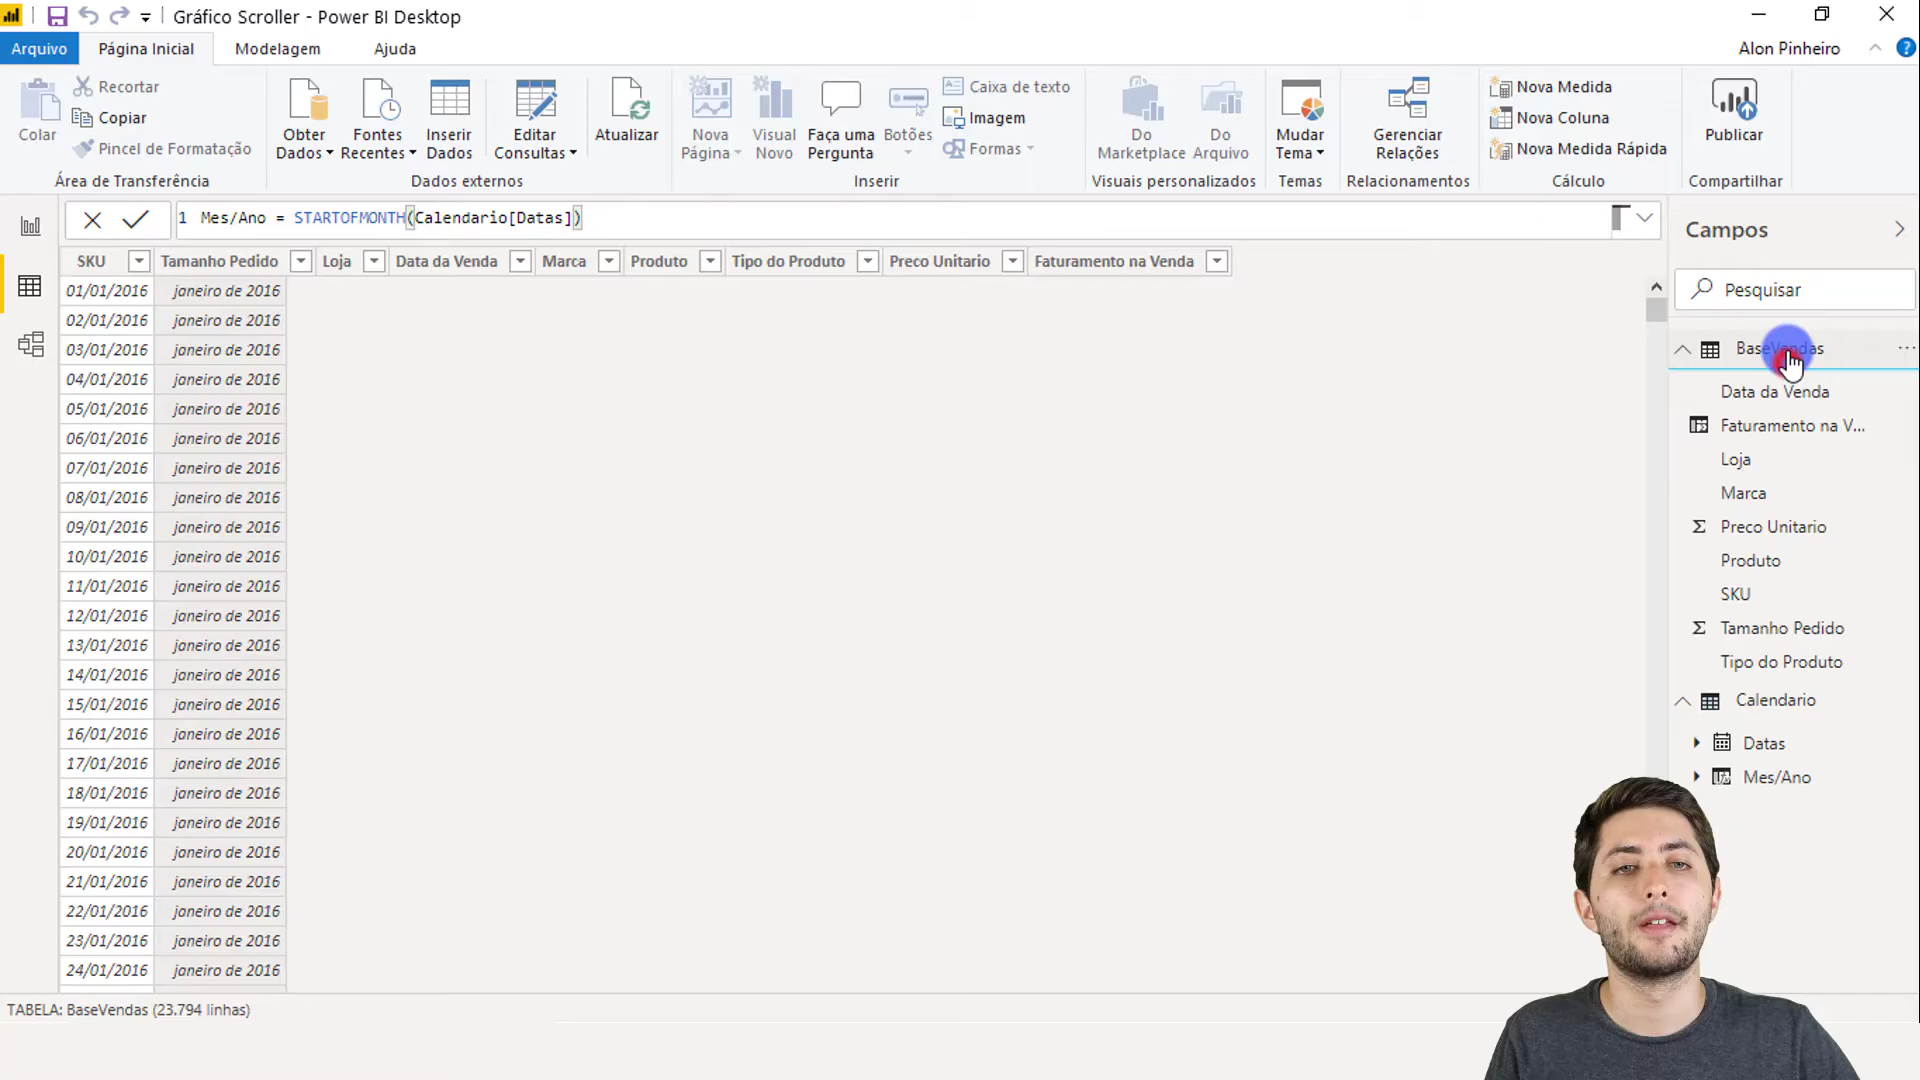 Gráfico Scroller - Power BI Desktop
Arquivo Página Inicial Modelagem Ajuda Alon Pinheiro ?
Colar
Recortar
Copiar
Pincel de Formatação
Área de Transferência
Obter Dados
Fontes Recentes
Inserir Dados
Editar Consultas
Dados externos
Atualizar
Nova Página
Visual Novo
Faça uma Pergunta
Botões
Caixa de texto
Imagem
Formas
Inserir
Do Marketplace
Do Arquivo
Visuais personalizados
Mudar Tema
Temas
Gerenciar Relações
Relacionamentos
Nova Medida
Nova Coluna
Nova Medida Rápida
Cálculo
Publicar
Compartilhar
1 Mes/Ano = STARTOFMONTH(Calendario[Datas])
SKU Tamanho Pedido Loja Data da Venda Marca Produto Tipo do Produto Preco Unitario Faturamento na Venda
01/01/2016 janeiro de 2016
02/01/2016 janeiro de 2016
03/01/2016 janeiro de 2016
04/01/2016 janeiro de 2016
05/01/2016 janeiro de 2016
06/01/2016 janeiro de 2016
07/01/2016 janeiro de 2016
08/01/2016 janeiro de 2016
09/01/2016 janeiro de 2016
10/01/2016 janeiro de 2016
11/01/2016 janeiro de 2016
12/01/2016 janeiro de 2016
13/01/2016 janeiro de 2016
14/01/2016 janeiro de 2016
15/01/2016 janeiro de 2016
16/01/2016 janeiro de 2016
17/01/2016 janeiro de 2016
18/01/2016 janeiro de 2016
19/01/2016 janeiro de 2016
20/01/2016 janeiro de 2016
21/01/2016 janeiro de 2016
22/01/2016 janeiro de 2016
23/01/2016 janeiro de 2016
24/01/2016 janeiro de 2016
TABELA: BaseVendas (23.794 linhas)
Campos
Pesquisar
BaseVendas
Data da Venda
Faturamento na V...
Loja
Marca
Preco Unitario
Produto
SKU
Tamanho Pedido
Tipo do Produto
Calendario
Datas
Mes/Ano